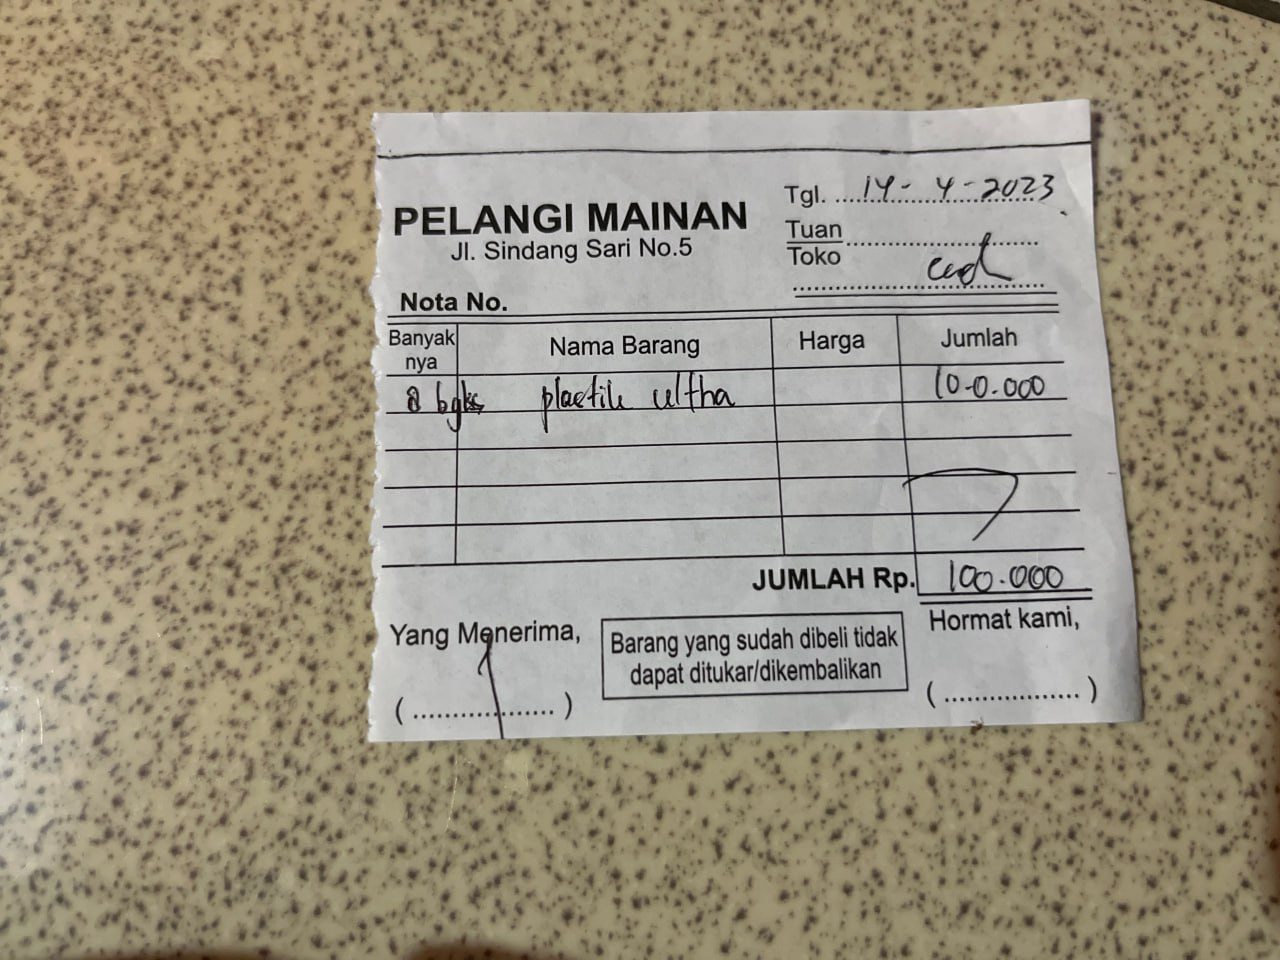 PELANGI MAINAN
Jl. Sindang Sari No.5
Tgl. 14-4-2023
Tuan
Toko
Nota No.
Banyak nya Nama Barang Harga Jumlah
8 bgks plastik ultha 100.000
JUMLAH Rp. 100.000
Yang Menerima,
Barang yang sudah dibeli tidak
dapat ditukar/dikembalikan
Hormat kami,